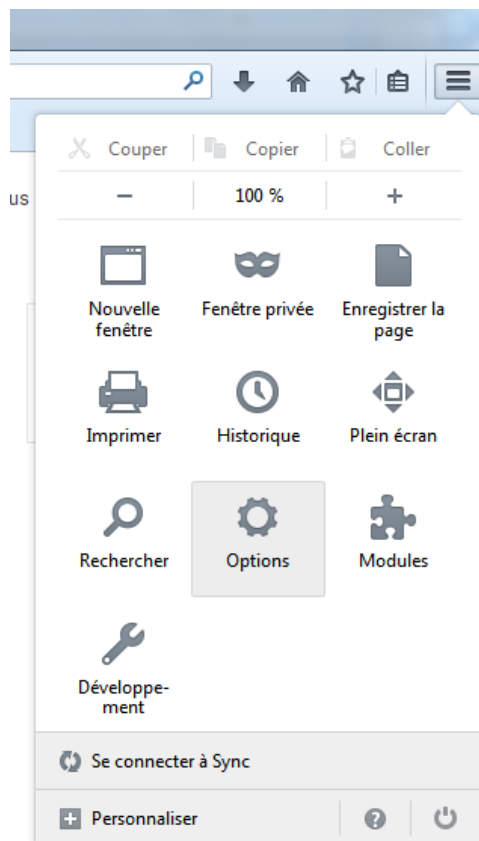 Couper Copier Coller
us
100 %
Nouvelle fenêtre
Fenêtre privée
Enregistrer la page
Imprimer
Historique
Plein écran
Rechercher
Options
Modules
Développe-
ment
Se connecter à Sync
Personnaliser